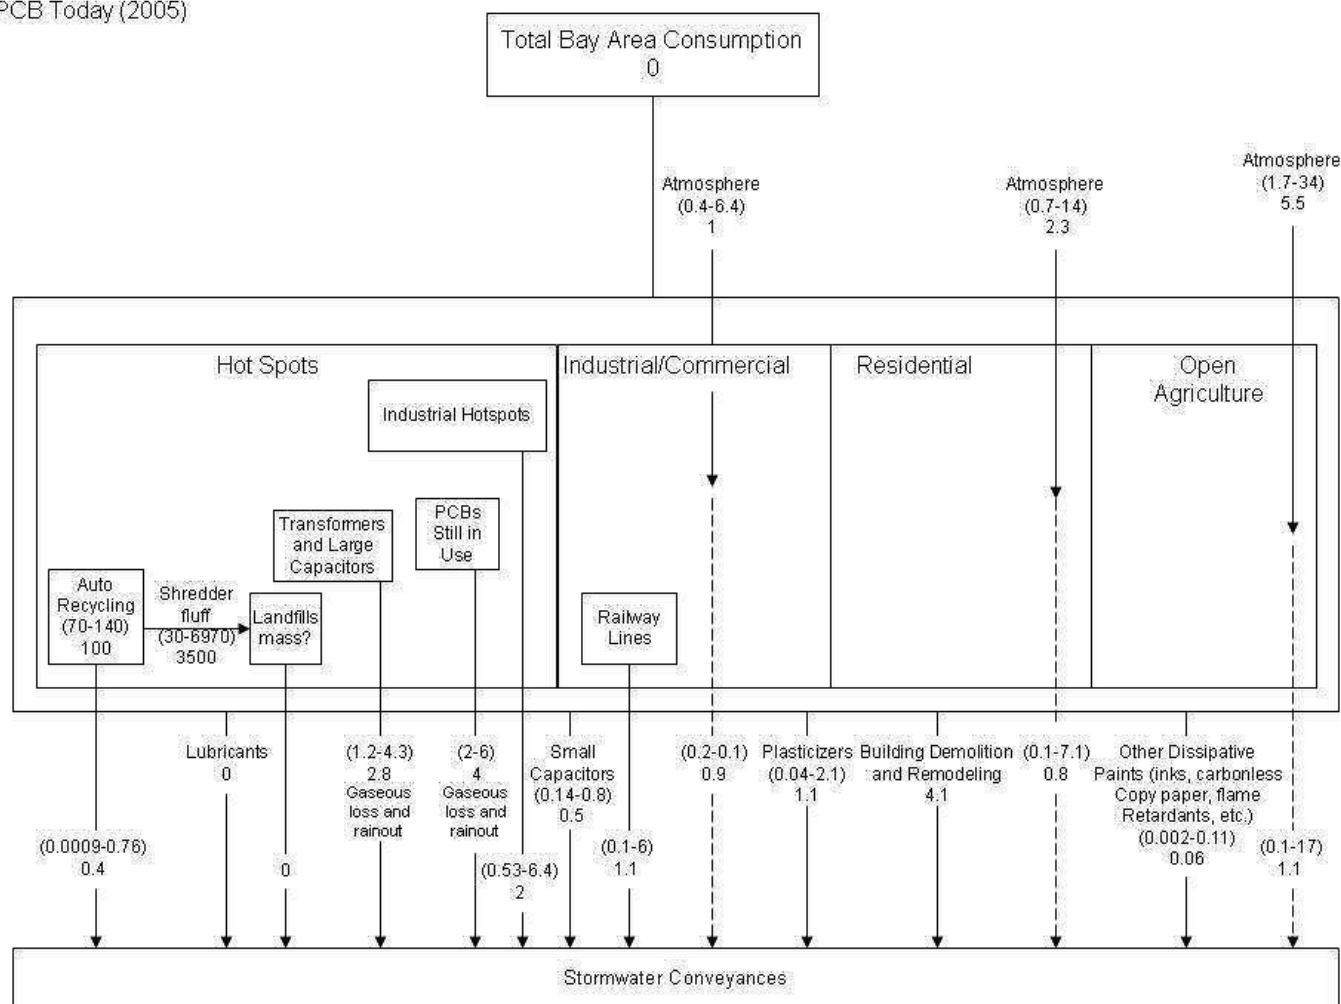 PCB Today (2005)
Total Bay Area Consumption
0
Atmosphere
(0.4-6.4)
1
Atmosphere
(0.7-14)
2.3
Atmosphere
(1.7-34)
5.5
Hot Spots
Industrial/Commercial
Residential
Open
Agriculture
Industrial Hotspots
PCBs
Still in
Use
Transformers
and Large
Capacitors
Auto
Recycling
(70-140)
100
Shredder
fluff
(30-6970)
3500
Landfills
mass?
Railway
Lines
Lubricants
0
(1.2-4.3)
2.8
Gaseous
loss and
rainout
(2-6)
4
Gaseous
loss and
rainout
Small
Capacitors
(0.14-0.8)
0.5
(0.2-0.1)
0.9
Plasticizers
(0.04-2.1)
1.1
Building Demolition
and Remodeling
4.1
(0.1-7.1)
0.8
Other Dissipative
Paints (inks, carbonless
Copy paper, flame
Retardants, etc.)
(0.002-0.11)
0.06
(0.0009-0.76)
0.4
0
(0.53-6.4)
2
(0.1-6)
1.1
(0.1-17)
1.1
Stormwater Conveyances